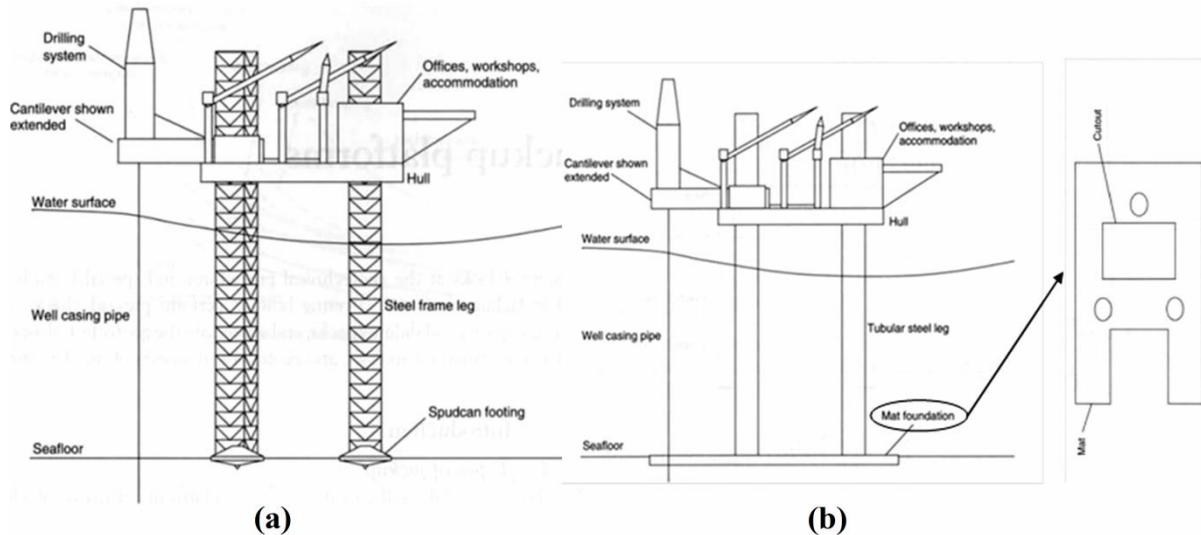 Drilling
system
Cantilever shown
extended
Offices, workshops,
accommodation
Hull
Water surface
Well casing pipe
Steel frame leg
Spudcan footing
Seafloor
(a)
Drilling system
Cantilever shown
extended
Offices, workshops,
accommodation
Hull
Water surface
Well casing pipe
Tubular steel leg
Mat foundation
Seafloor
(b)
Cutout
Mat
platforms